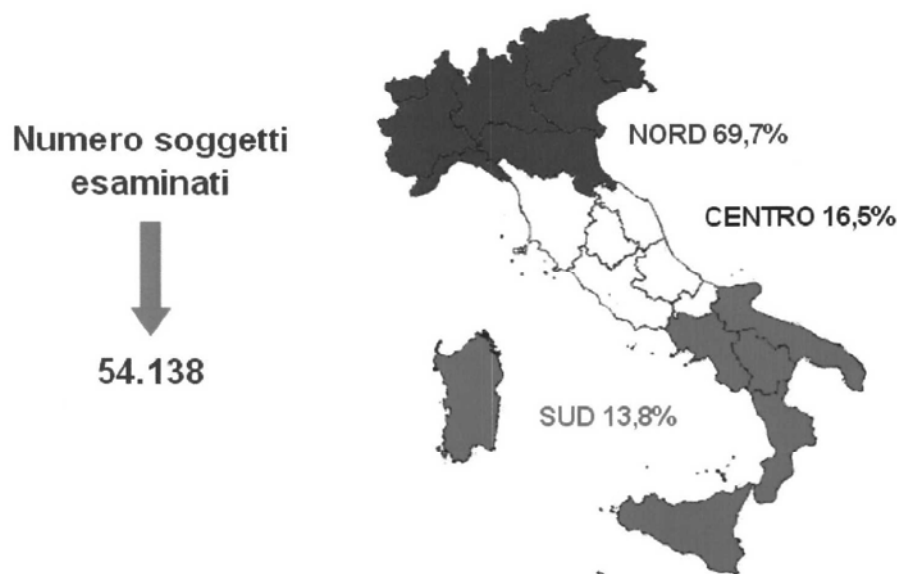 Numero soggetti
esaminati
54.138
NORD 69,7%
CENTRO 16,5%
SUD 13,8%